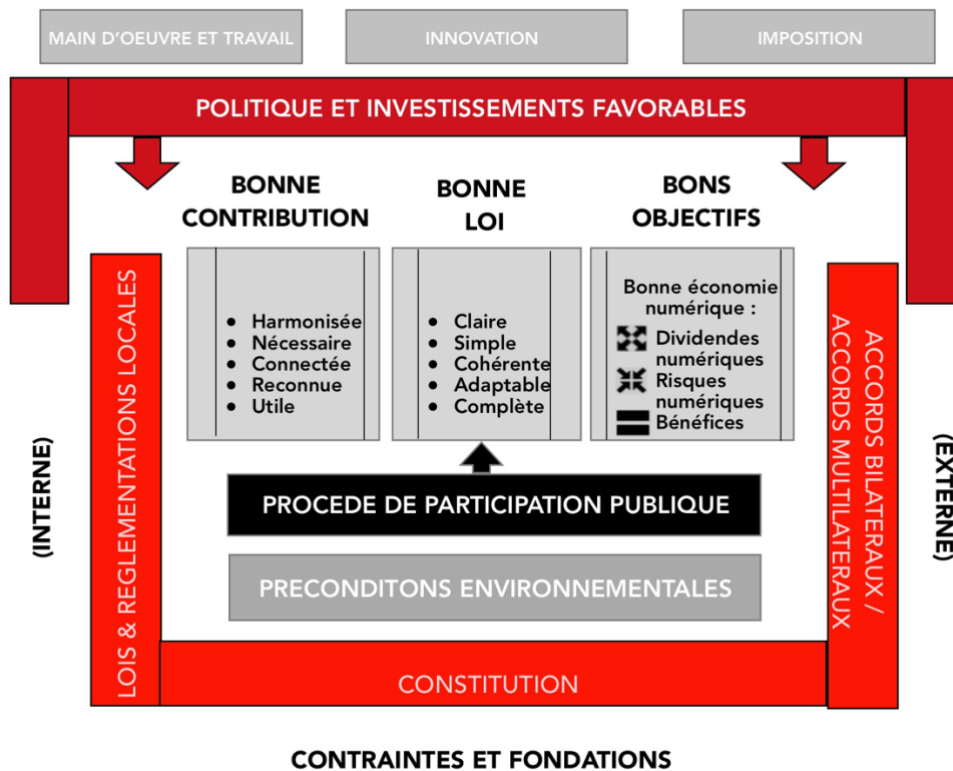 MAIN D'OEUVRE ET TRAVAIL
INNOVATION
IMPOSITION
POLITIQUE ET INVESTISSEMENTS FAVORABLES
BONNE
CONTRIBUTION
BONNE
LOI
BONS
OBJECTIFS
• Harmonisée
• Nécessaire
• Connectée
• Reconnue
• Utile
• Claire
• Simple
• Cohérente
• Adaptable
• Complète
Bonne économie
numérique :
Dividendes
numériques
Risques
numériques
Bénéfices
(INTERNE)
LOIS & REGLEMENTATIONS LOCALES
ACCORDS BILATERAUX /
ACCORDS MULTILATERAUX
(EXTERNE)
PROCEDE DE PARTICIPATION PUBLIQUE
PRECONDITONS ENVIRONNEMENTALES
CONSTITUTION
CONTRAINTES ET FONDATIONS